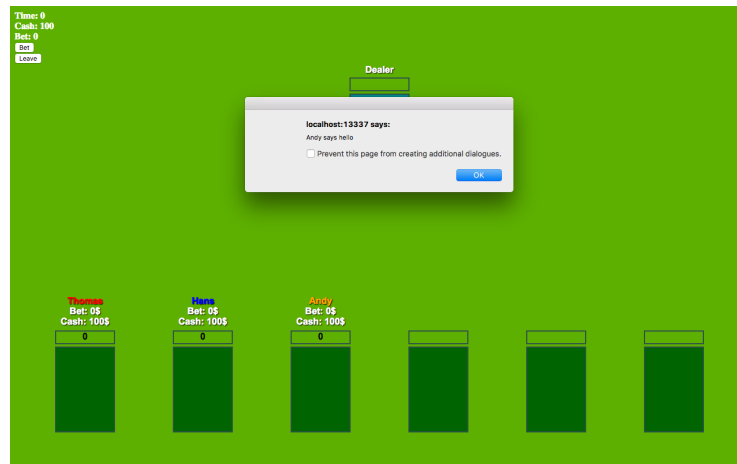 Time: 0
Cash: 100
Bet: 0
Bet
Leave
Dealer
localhost:13337 says:
Andy says hello
Prevent this page from creating additional dialogues.
OK
Thomas
Bet: 0$
Cash: 100$
0
Hans
Bet: 0$
Cash: 100$
0
Andy
Bet: 0$
Cash: 100$
0